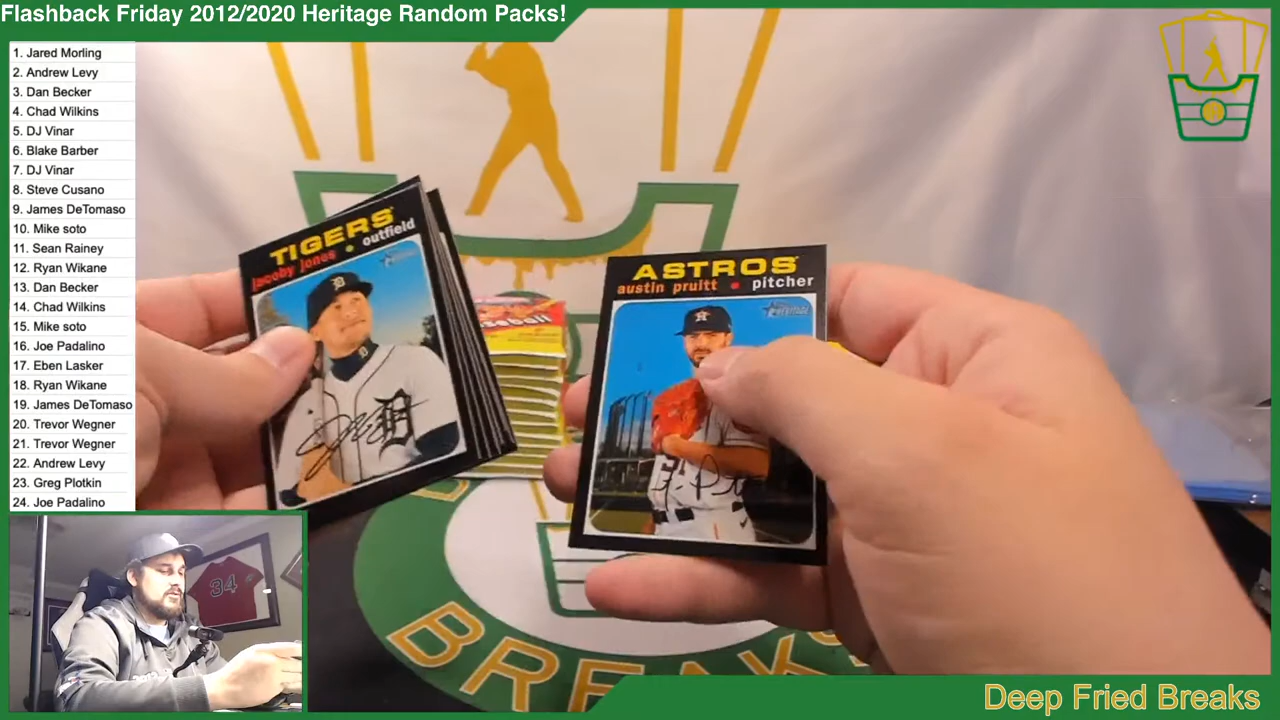 Flashback Friday 2012/2020 Heritage Random Packs!
1. Jared Morling
2. Andrew Levy
3. Dan Becker
4. Chad Wilkins
5. DJ Vinar
6. Blake Barber
7. DJ Vinar
8. Steve Cusano
9. James DeTomaso
10. Mike soto
11. Sean Rainey
12. Ryan Wikane
13. Dan Becker
14. Chad Wilkins
15. Mike soto
16. Joe Padalino
17. Eben Lasker
18. Ryan Wikane
19. James DeTomaso
20. Trevor Wegner
21. Trevor Wegner
22. Andrew Levy
23. Greg Plotkin
24. Joe Padalino
TIGERS
jacoby jones • outfield
Heritage
D
ASTROS
austin pruitt • pitcher
Heritage
H
BREAKS
34
Deep Fried Breaks